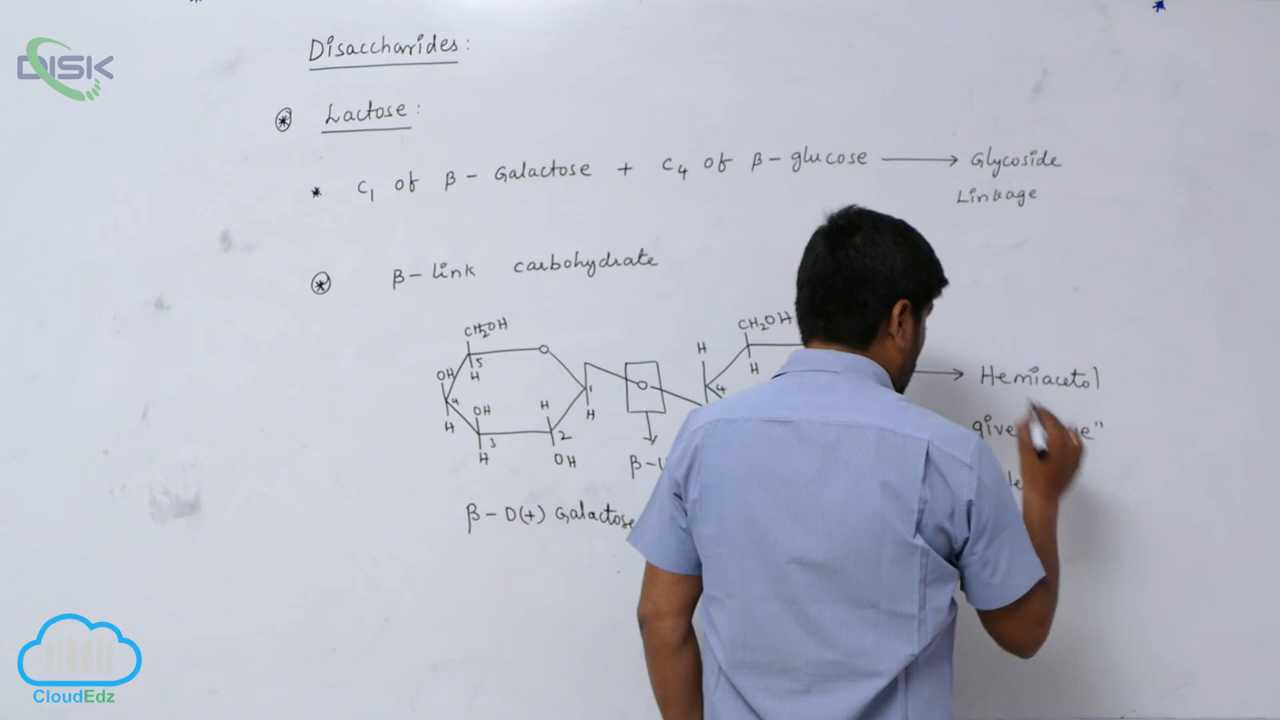 DISK
Disaccharides:
Lactose:
* C1 of β - Galactose + C4 of β - glucose → Glycoside
Linkage
β - link carbohydrate
CH2OH
CH2OH
H
OH
5
H
H
4
OH
H
1
4
Hemiacetol
H
3
2
H
H
OH
β - D(+) Galactose
CloudEdz